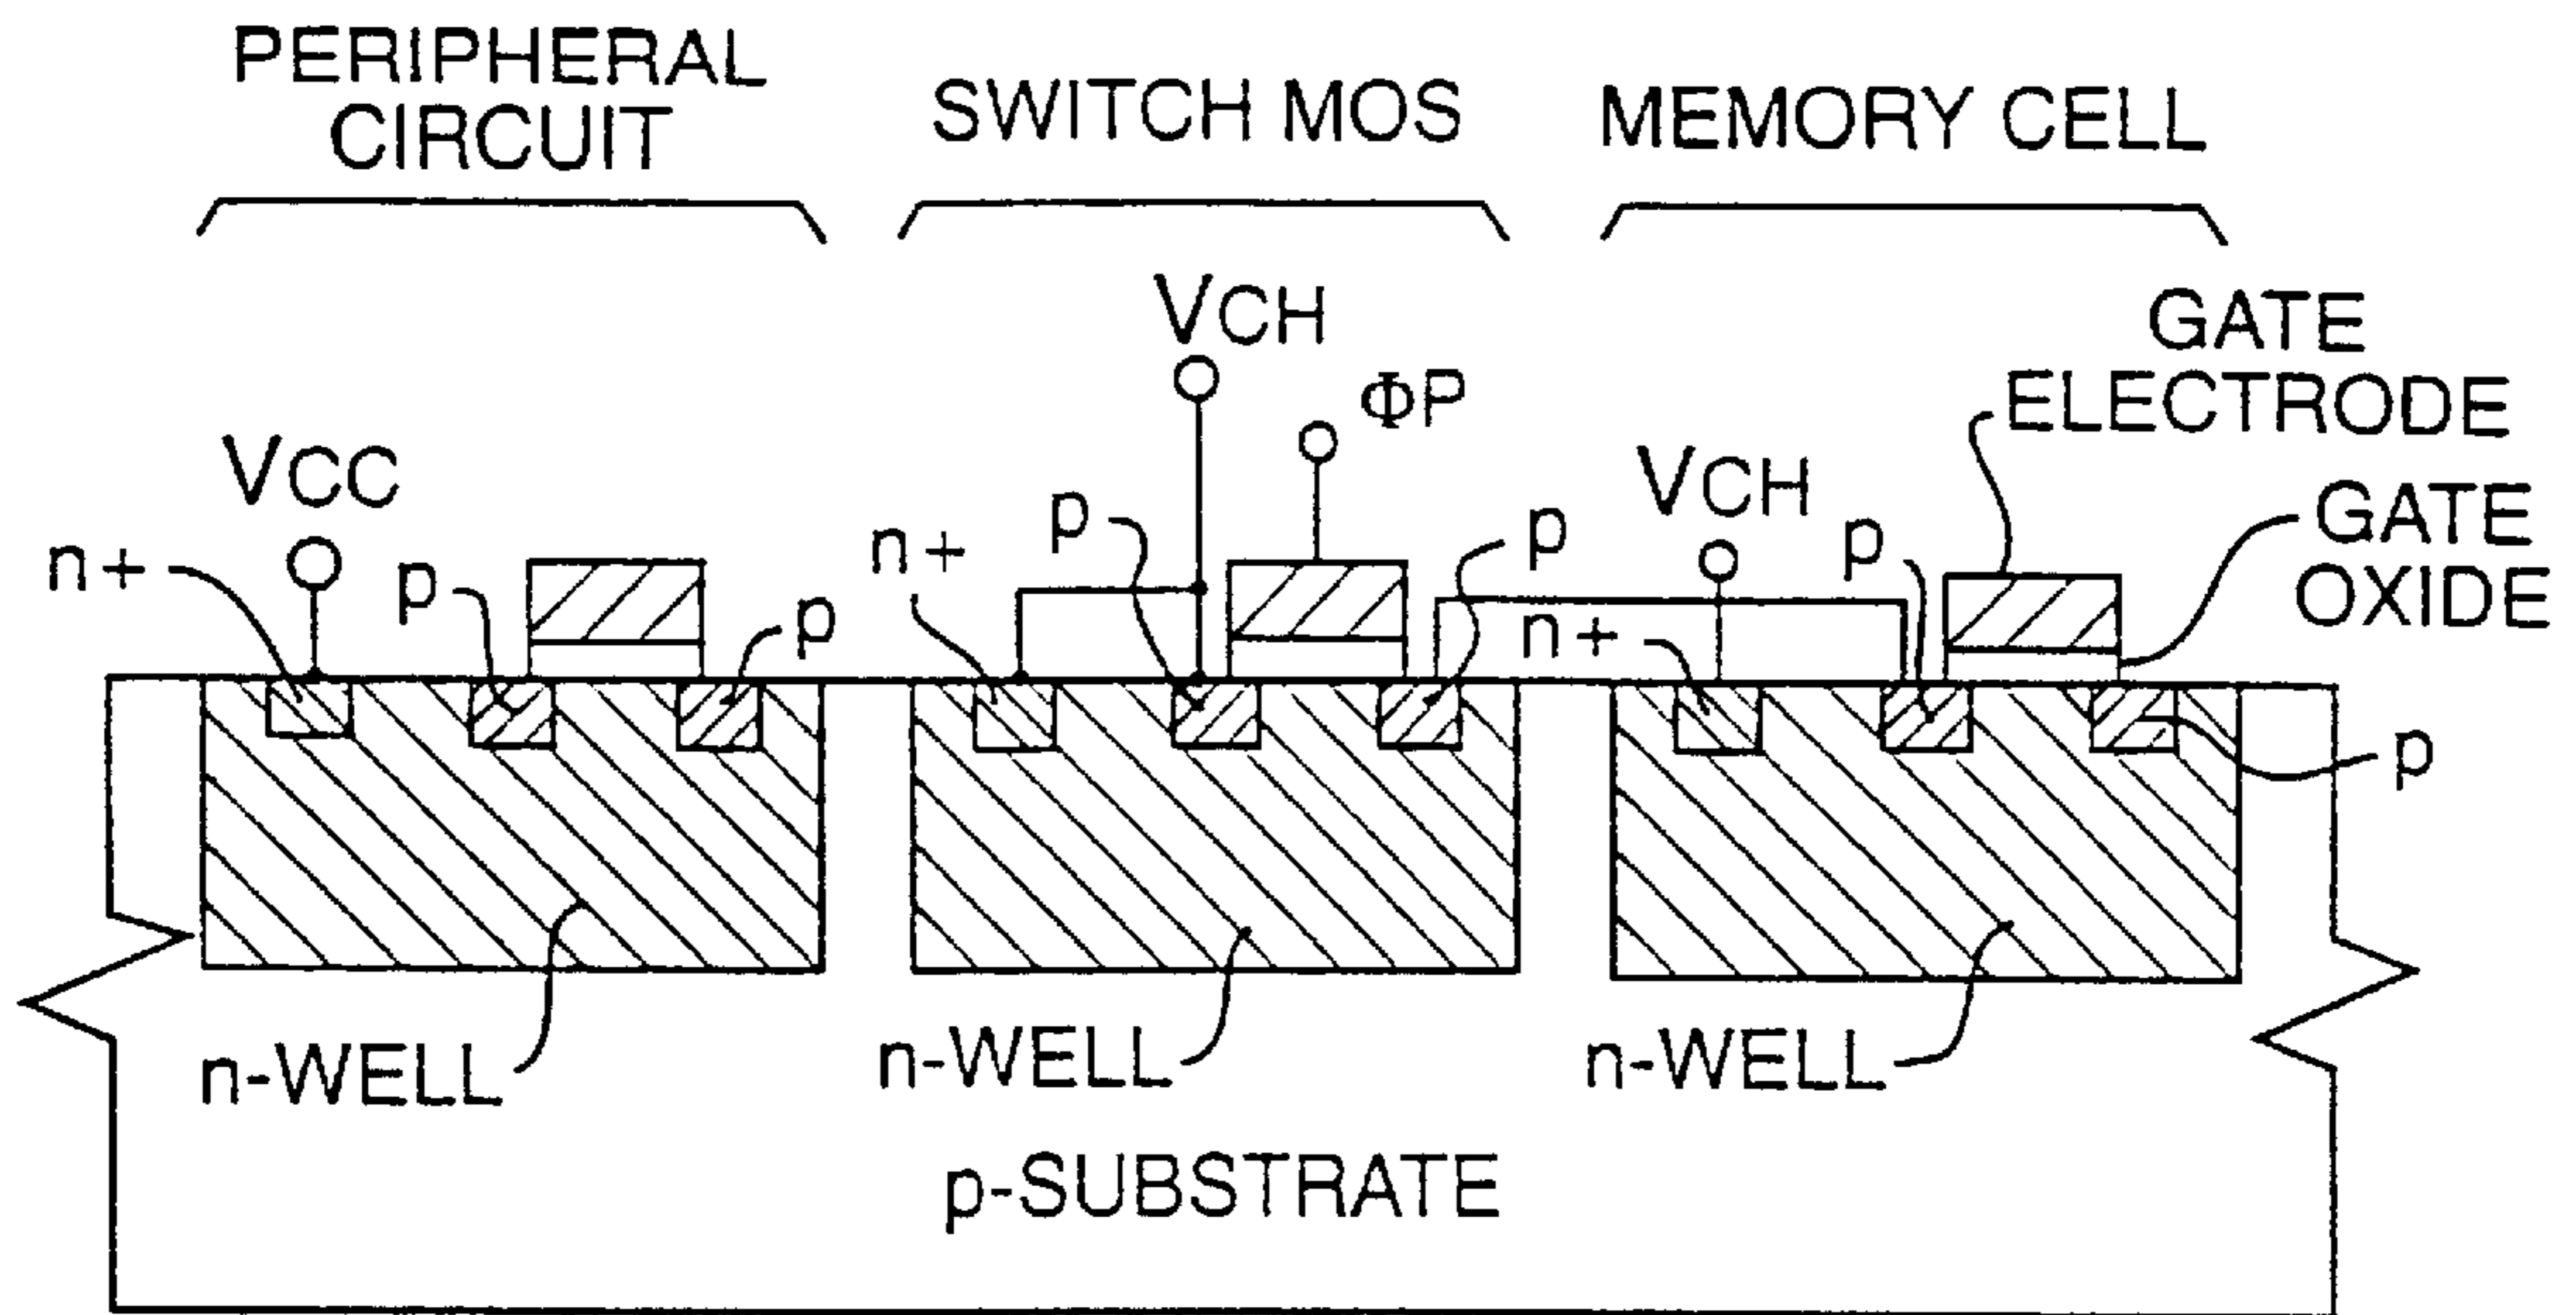 PERIPHERAL
CIRCUIT
SWITCH MOS
MEMORY CELL
VCH
ΦP
GATE
ELECTRODE
VCC
VCH
GATE
OXIDE
n+
p
p
n+
p
p
n+
p
p
n-WELL
n-WELL
n-WELL
p-SUBSTRATE